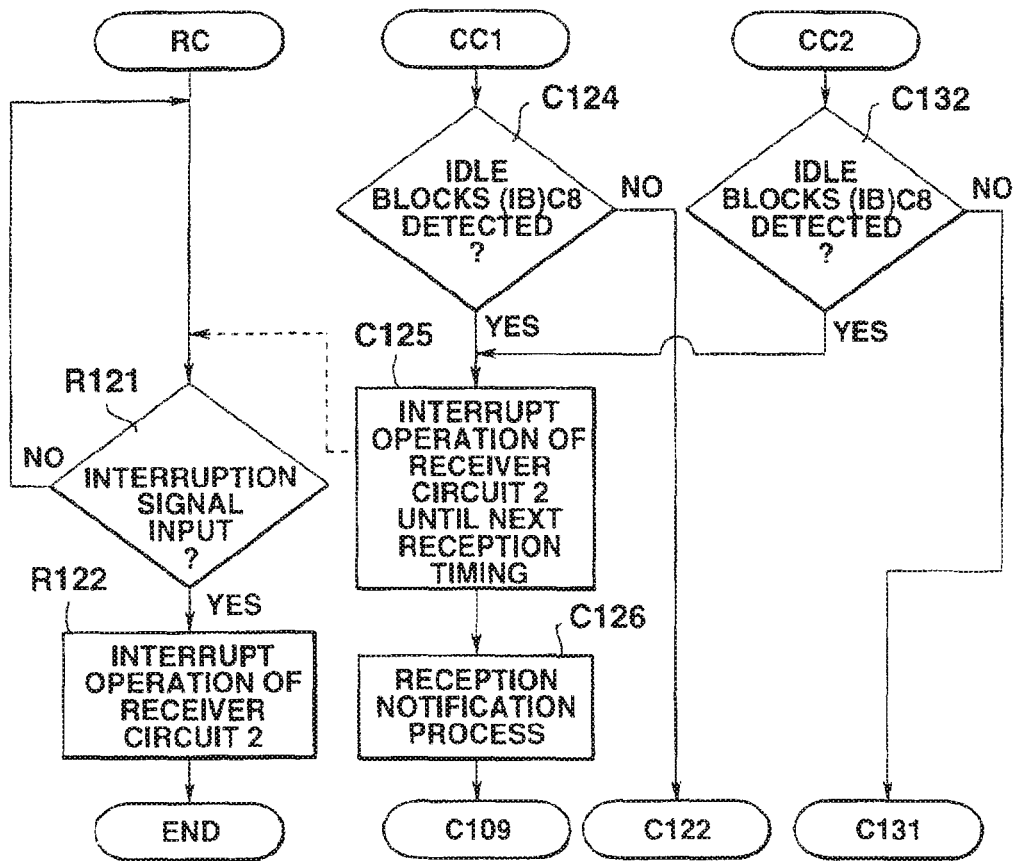 RC
CC1
CC2
C124
C132
IDLE
BLOCKS (IB)C8
DETECTED
?
NO
IDLE
BLOCKS (IB)C8
DETECTED
?
NO
YES
YES
C125
R121
INTERRUPT
OPERATION OF
RECEIVER
CIRCUIT 2
UNTIL NEXT
RECEPTION
TIMING
NO
INTERRUPTION
SIGNAL
INPUT
?
R122
YES
C126
INTERRUPT
OPERATION OF
RECEIVER
CIRCUIT 2
RECEPTION
NOTIFICATION
PROCESS
END
C109
C122
C131